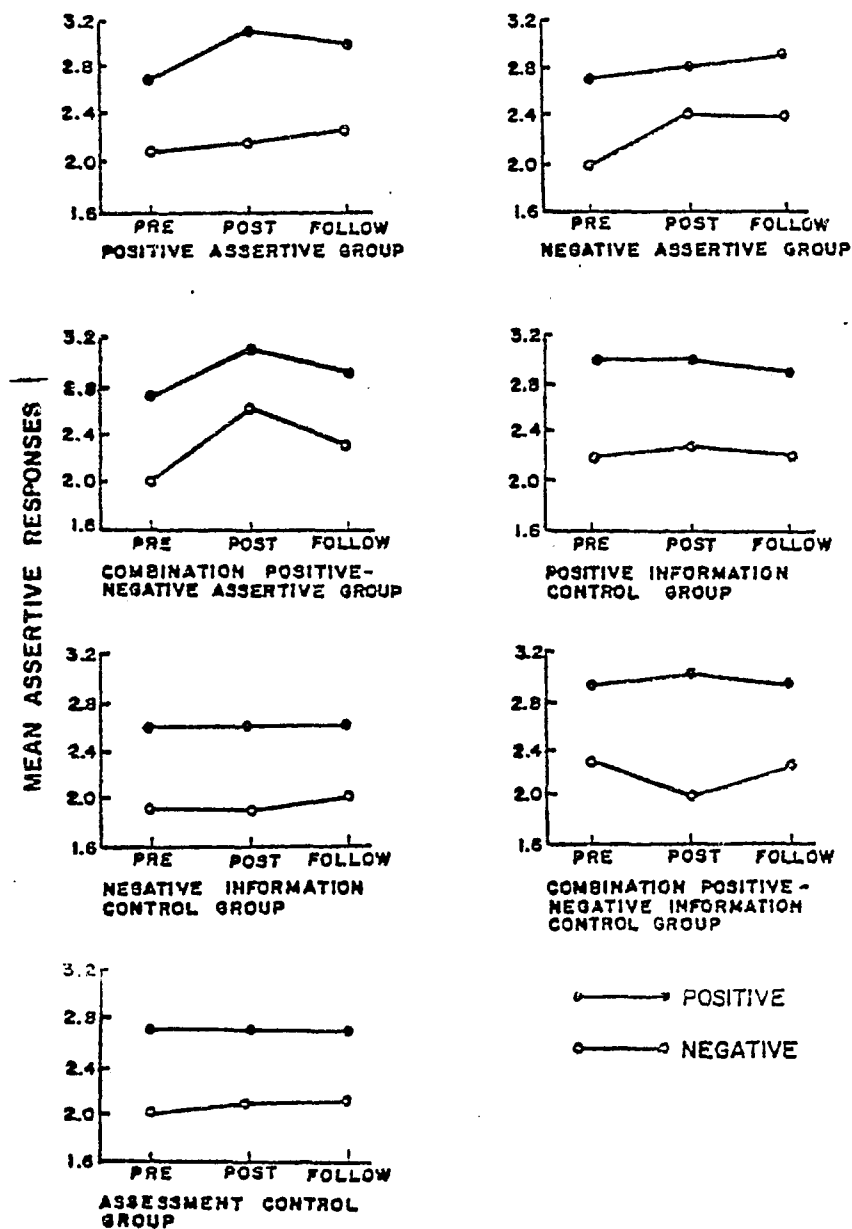 MEAN ASSERTIVE RESPONSES
3.2
2.8
2.4
2.0
1.6
PRE POST FOLLOW
POSITIVE ASSERTIVE GROUP
3.2
2.8
2.4
2.0
1.6
PRE POST FOLLOW
NEGATIVE ASSERTIVE GROUP
3.2
2.8
2.4
2.0
1.6
PRE POST FOLLOW
COMBINATION POSITIVE-
NEGATIVE ASSERTIVE GROUP
3.2
2.8
2.4
2.0
1.6
PRE POST FOLLOW
POSITIVE INFORMATION
CONTROL GROUP
3.2
2.8
2.4
2.0
1.6
PRE POST FOLLOW
NEGATIVE INFORMATION
CONTROL GROUP
3.2
2.8
2.4
2.0
1.6
PRE POST FOLLOW
COMBINATION POSITIVE-
NEGATIVE INFORMATION
CONTROL GROUP
3.2
2.8
2.4
2.0
1.6
PRE POST FOLLOW
ASSESSMENT CONTROL
GROUP
POSITIVE
NEGATIVE